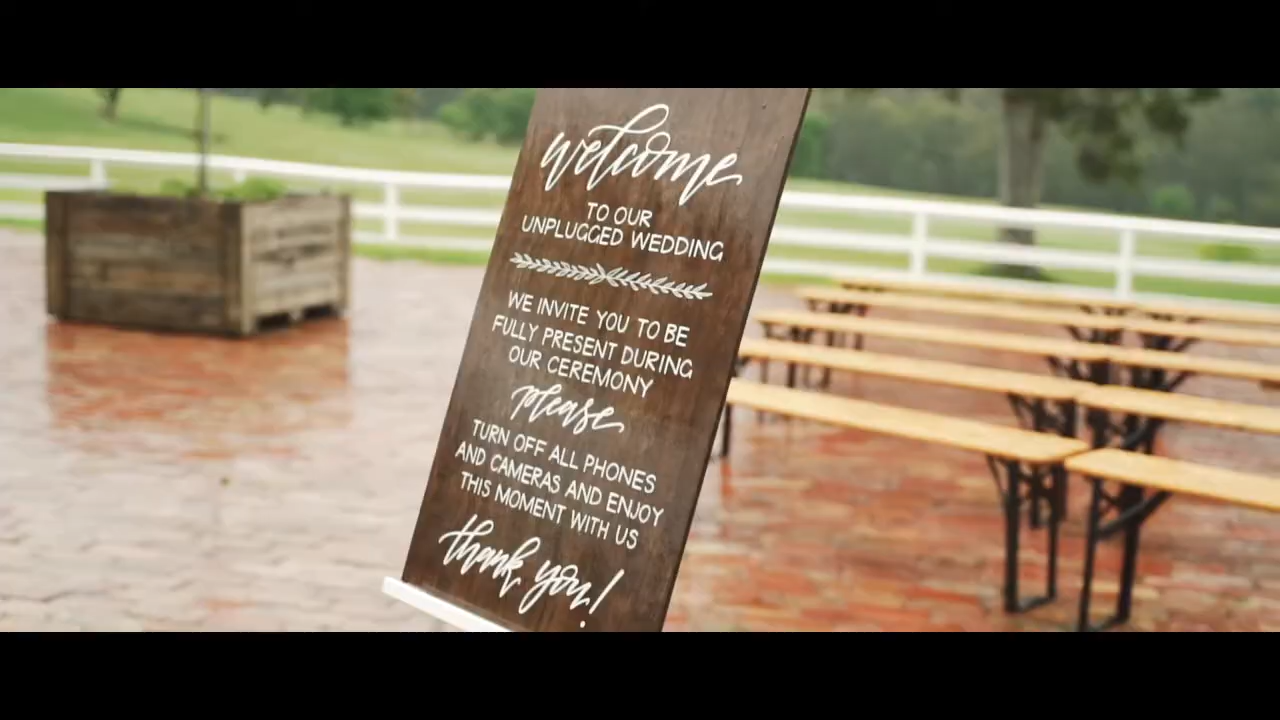 welcome
TO OUR
UNPLUGGED WEDDING
WE INVITE YOU TO BE
FULLY PRESENT DURING
OUR CEREMONY
please
TURN OFF ALL PHONES
AND CAMERAS AND ENJOY
THIS MOMENT WITH US
thank you!